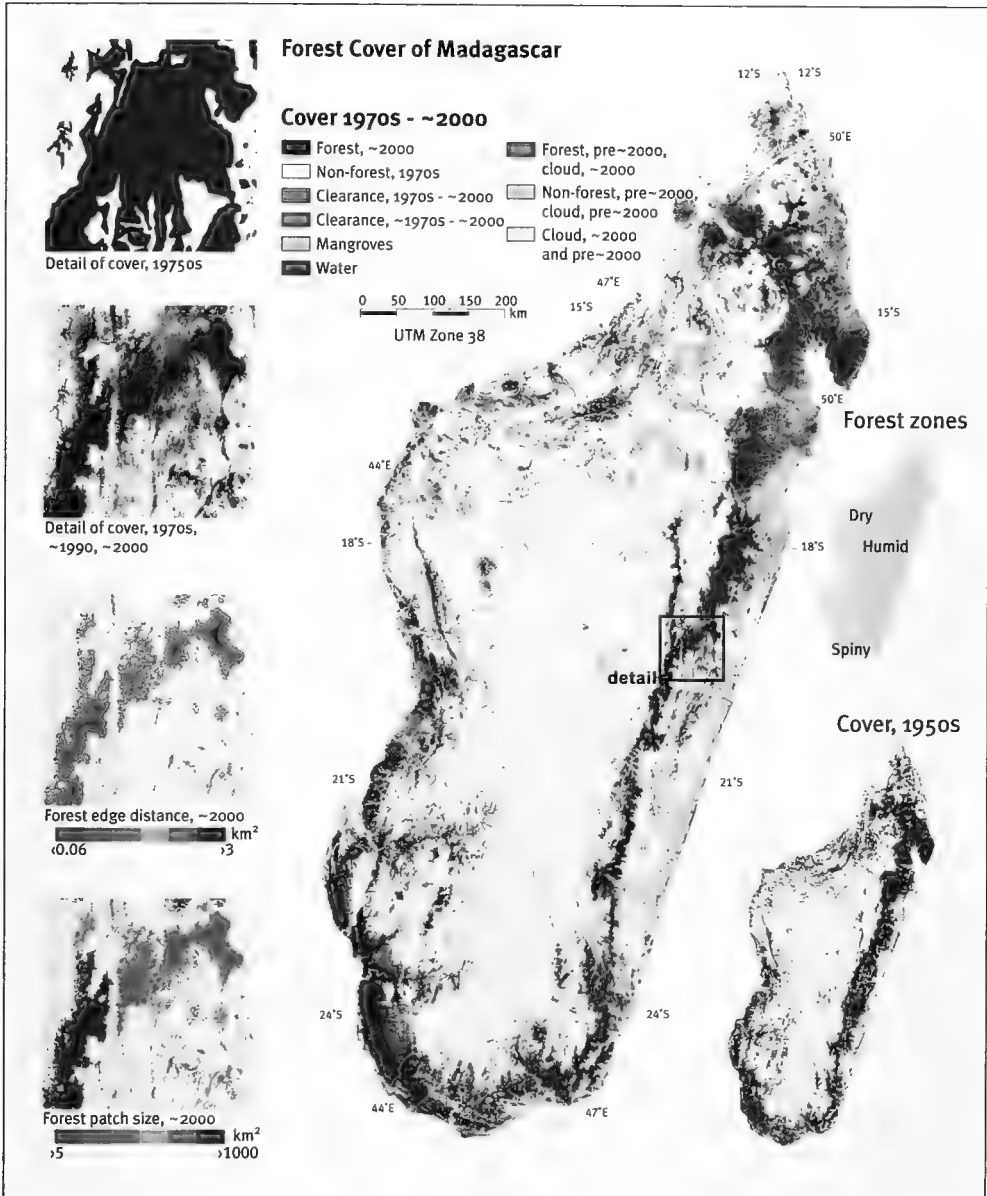 Forest Cover of Madagascar
Cover 1970s - ~2000
Forest, ~2000
Non-forest, 1970s
Clearance, 1970s - ~2000
Clearance, ~1970s - ~2000
Mangroves
Water
Forest, pre~2000,
cloud, ~2000
Non-forest, pre~2000,
cloud, pre~2000
Cloud, ~2000
and pre~2000
0 50 100 150 200
km
UTM Zone 38
Detail of cover, 19750s
Detail of cover, 1970s,
~1990, ~2000
Forest edge distance, ~2000
km²
‹0.06 ›3
Forest patch size, ~2000
km²
›5 ›1000
12°S 12°S
50°E
47°E
15°S 15°S
50°E
44°E
18°S - - 18°S
detail
21°S 21°S
24°S 24°S
44°E 47°E
Forest zones
Dry
Humid
Spiny
Cover, 1950s